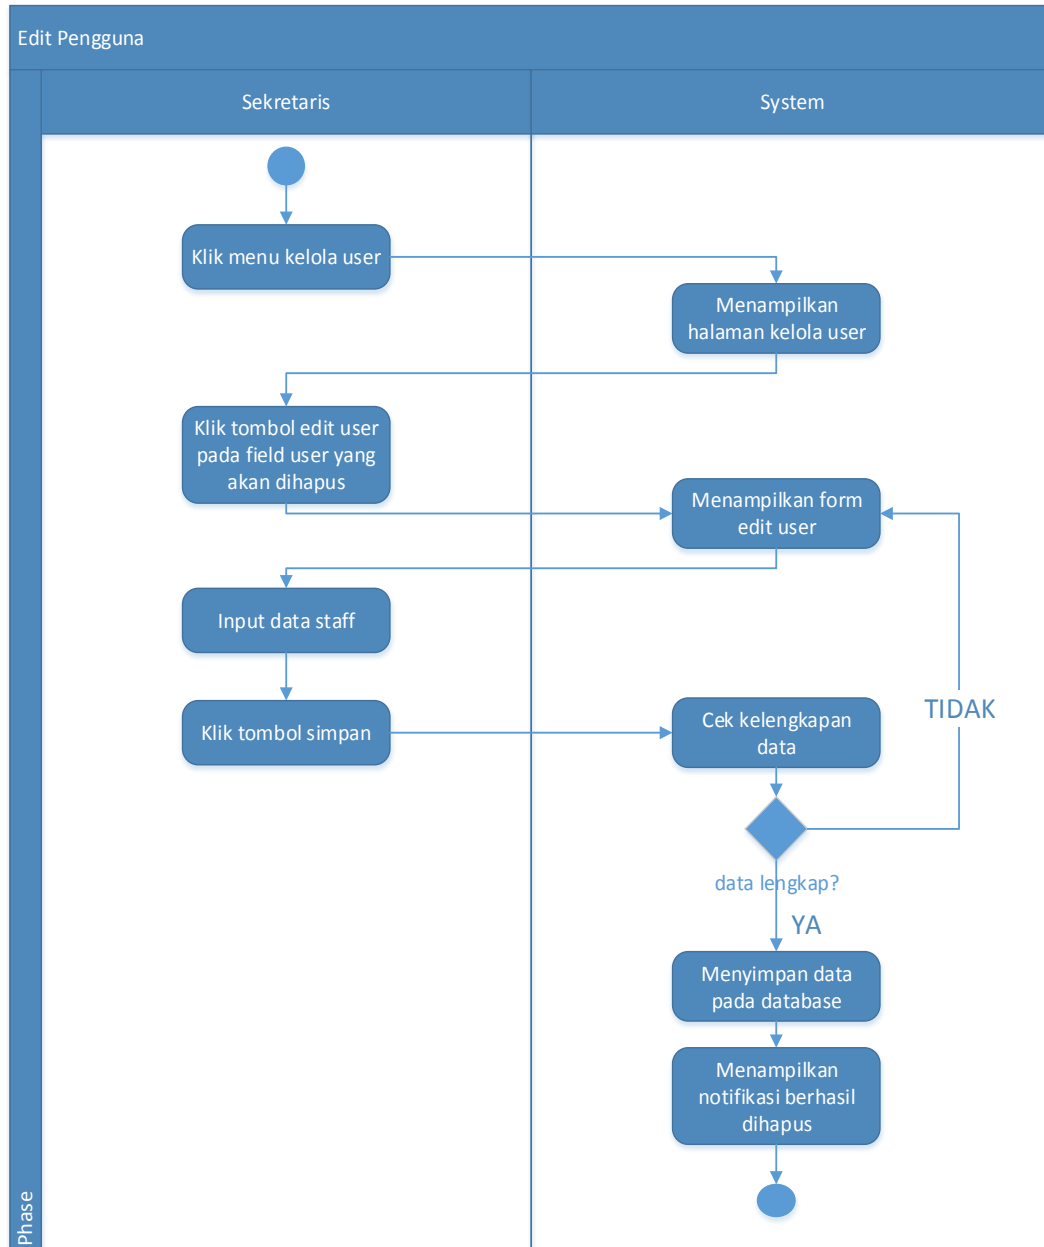 Edit Pengguna
Sekretaris
System
Klik menu kelola user
Menampilkan
halaman kelola user
Klik tombol edit user
pada field user yang
akan dihapus
Menampilkan form
edit user
Input data staff
Klik tombol simpan
Cek kelengkapan
data
TIDAK
data lengkap?
YA
Menyimpan data
pada database
Menampilkan
notifikasi berhasil
dihapus
Phase